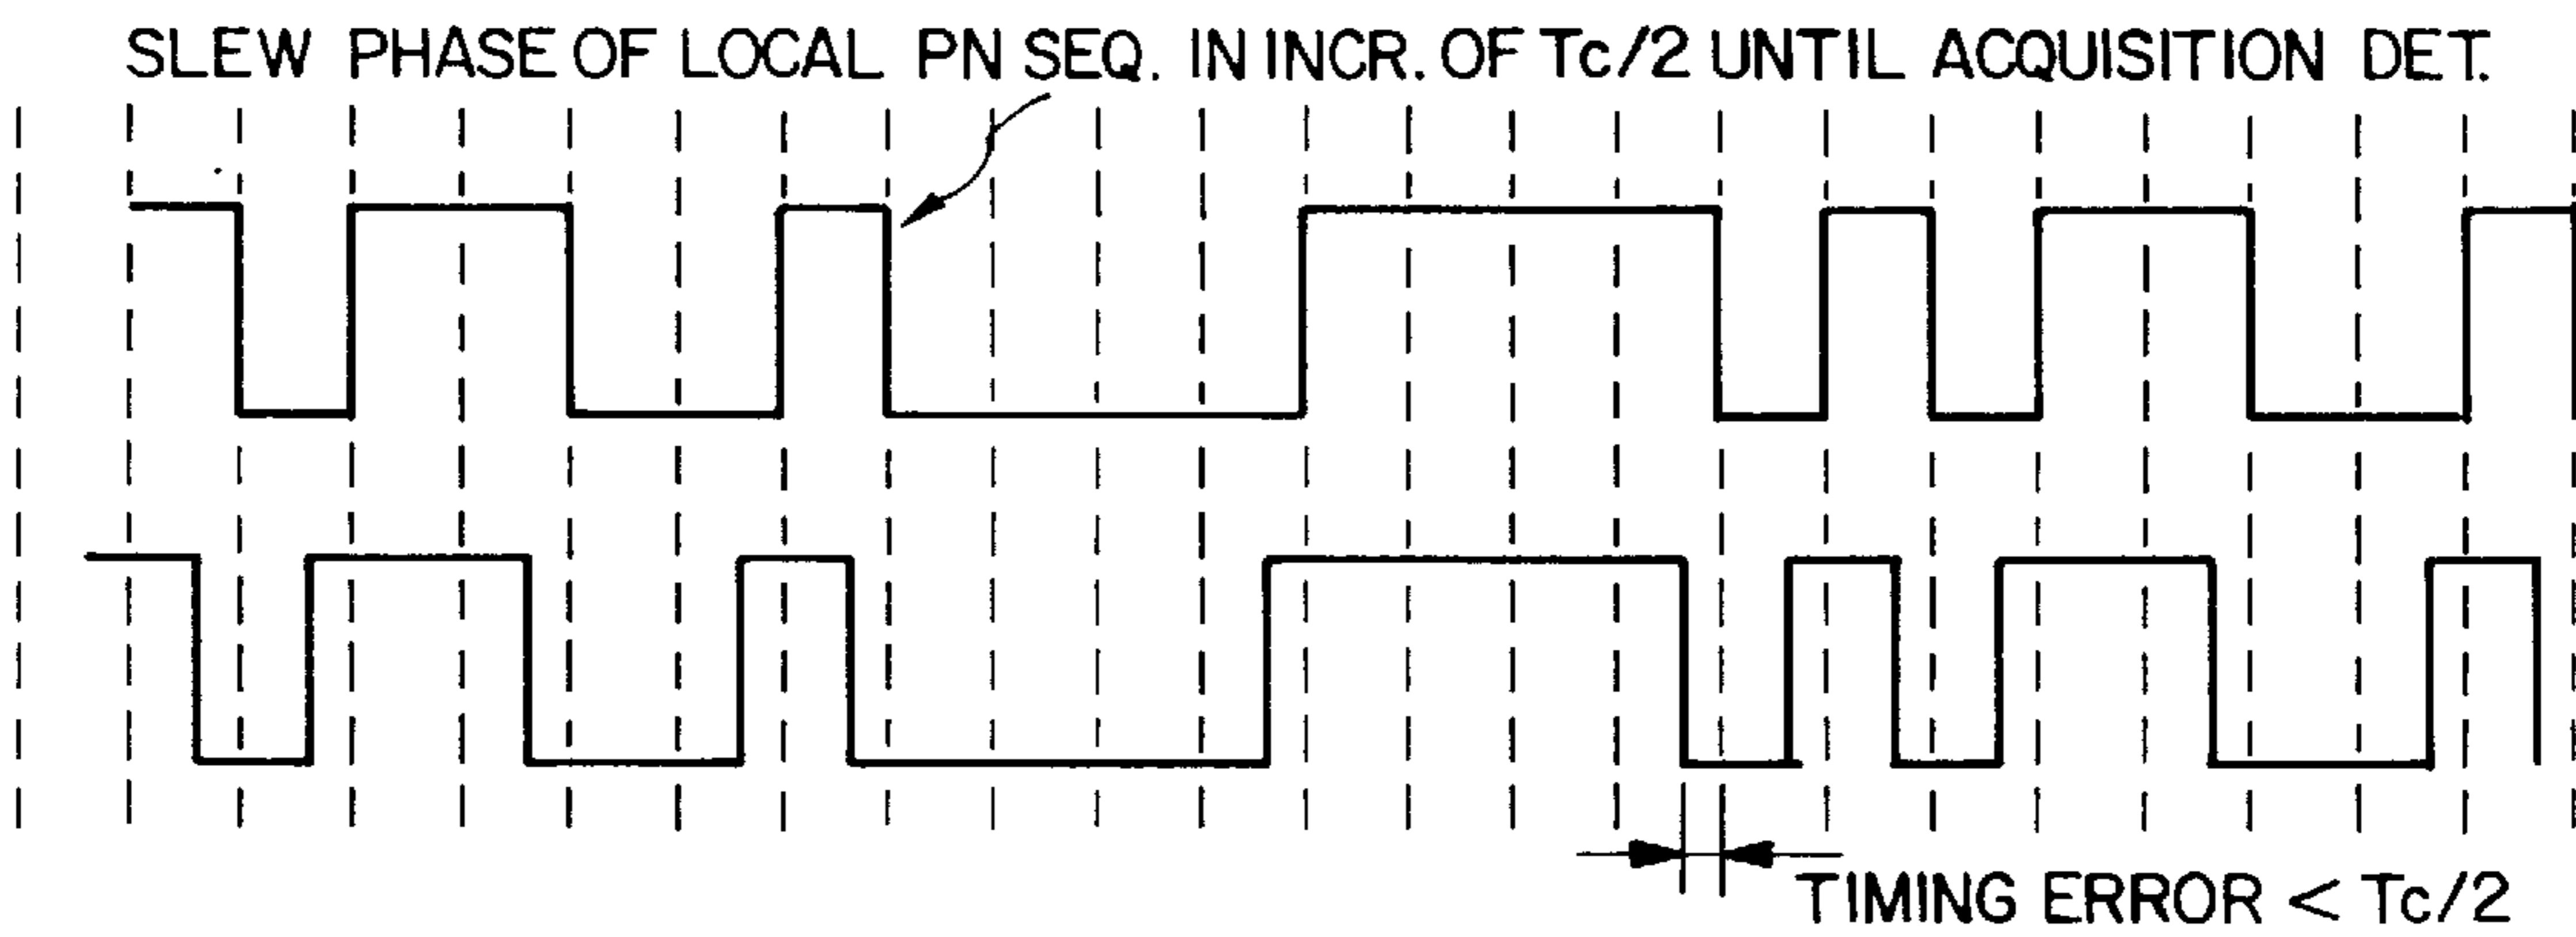 SLEW PHASE OF LOCAL PN SEQ. IN INCR. OF Tc/2 UNTIL ACQUISITION DET.
TIMING ERROR < Tc/2